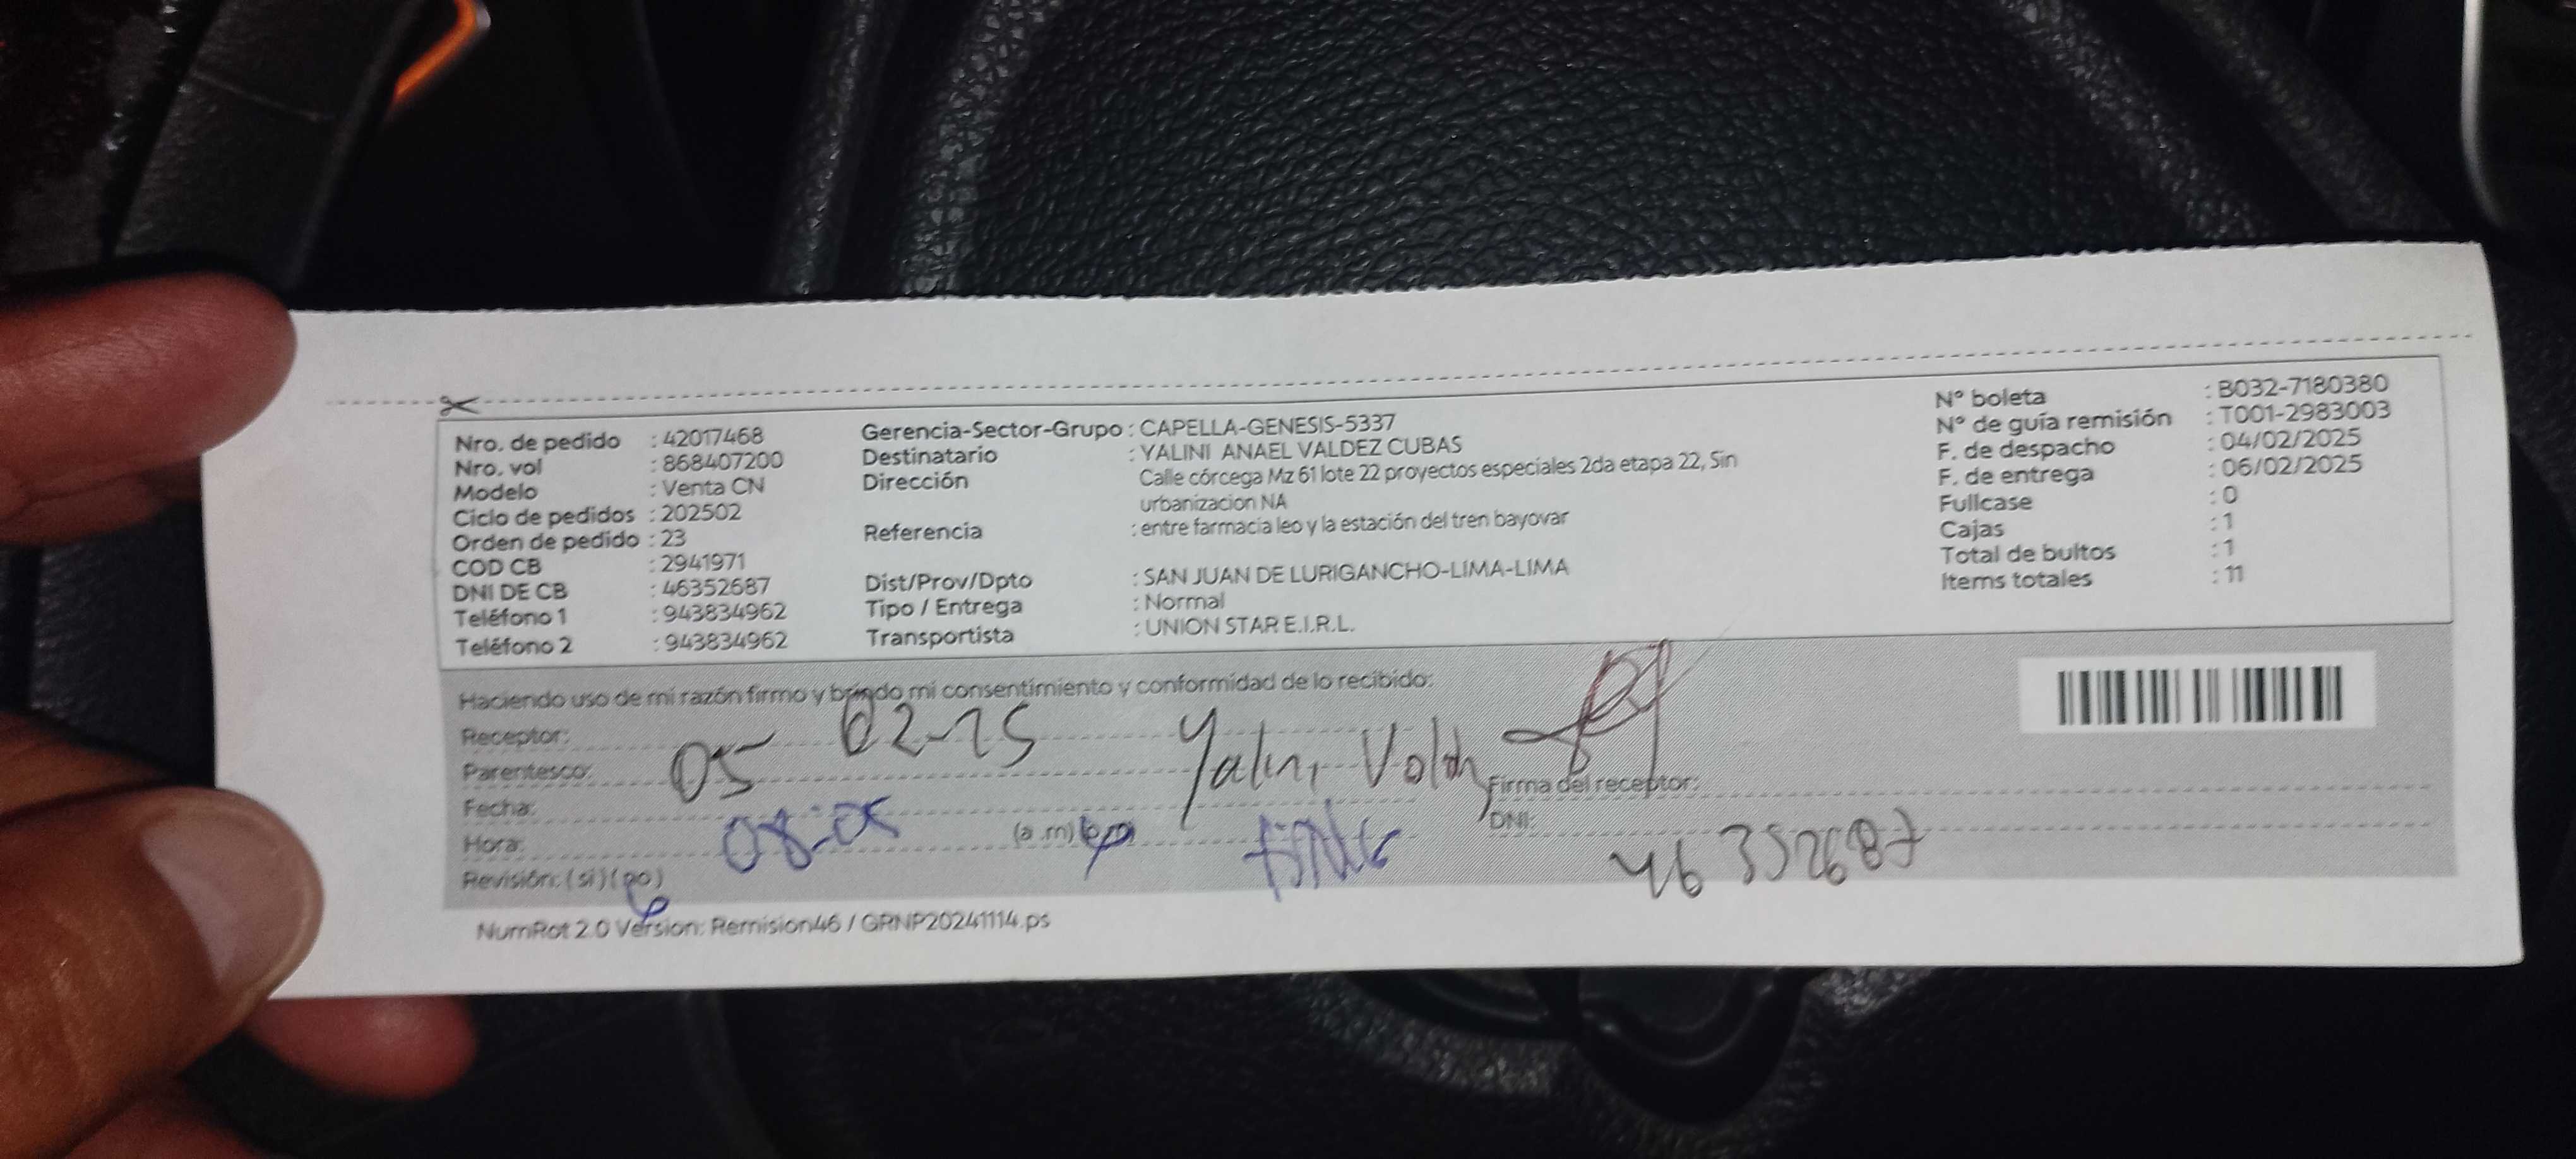 Nro. de pedido : 42017468
Nro. vol : 868407200
Modelo : Venta CN
Ciclo de pedidos : 202502
Orden de pedido : 23
COD CB : 2941971
DNI DE CB : 46352687
Teléfono 1 : 943834962
Teléfono 2 : 943834962
Gerencia-Sector-Grupo : CAPELLA-GENESIS-5337
Destinatario : YALINI ANAEL VALDEZ CUBAS
Dirección Calle córcega Mz 61 lote 22 proyectos especiales 2da etapa 22, Sin
urbanizacion NA
Referencia : entre farmacia leo y la estación del tren bayovar
Dist/Prov/Dpto : SAN JUAN DE LURIGANCHO-LIMA-LIMA
Tipo / Entrega : Normal
Transportista : UNION STAR E.I.R.L.
N° boleta : B032-7180380
N° de guía remisión : T001-2983003
F. de despacho : 04/02/2025
F. de entrega : 06/02/2025
Fullcase : 0
Cajas : 1
Total de bultos : 1
Items totales : 11
Haciendo uso de mi razón firmo y brindo mi consentimiento y conformidad de lo recibido:
Receptor:
Parentesco: 05 02-25
Fecha:
Hora: 08:05 (a .m)
Revisión: (si) (no)
Firma del receptor:
DNI: 46352687
NumRot 2.0 Version: Remision46 / GRNP20241114.ps